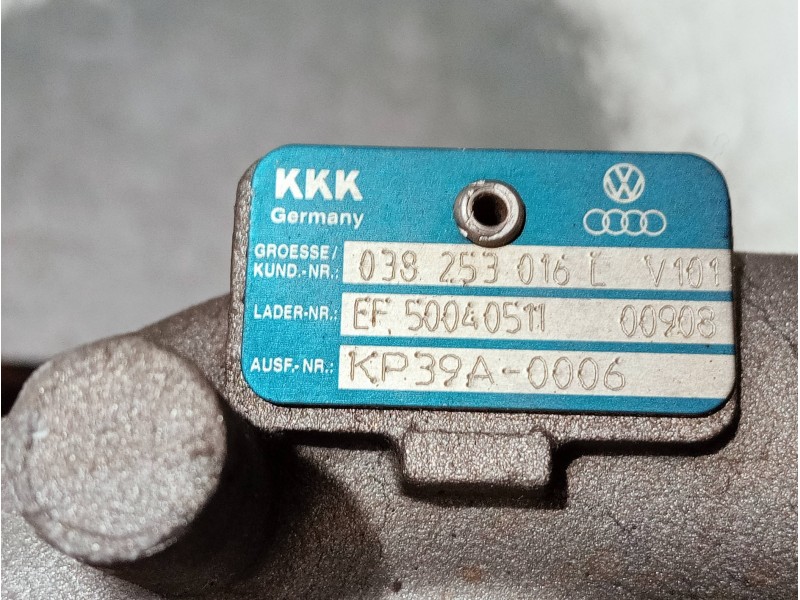 KKK
Germany
GROESSE/
KUND.-NR.: 038 253 016 L V101
LADER-NR.: EF 50040511 00908
AUSF.-NR.: KP39A-0006